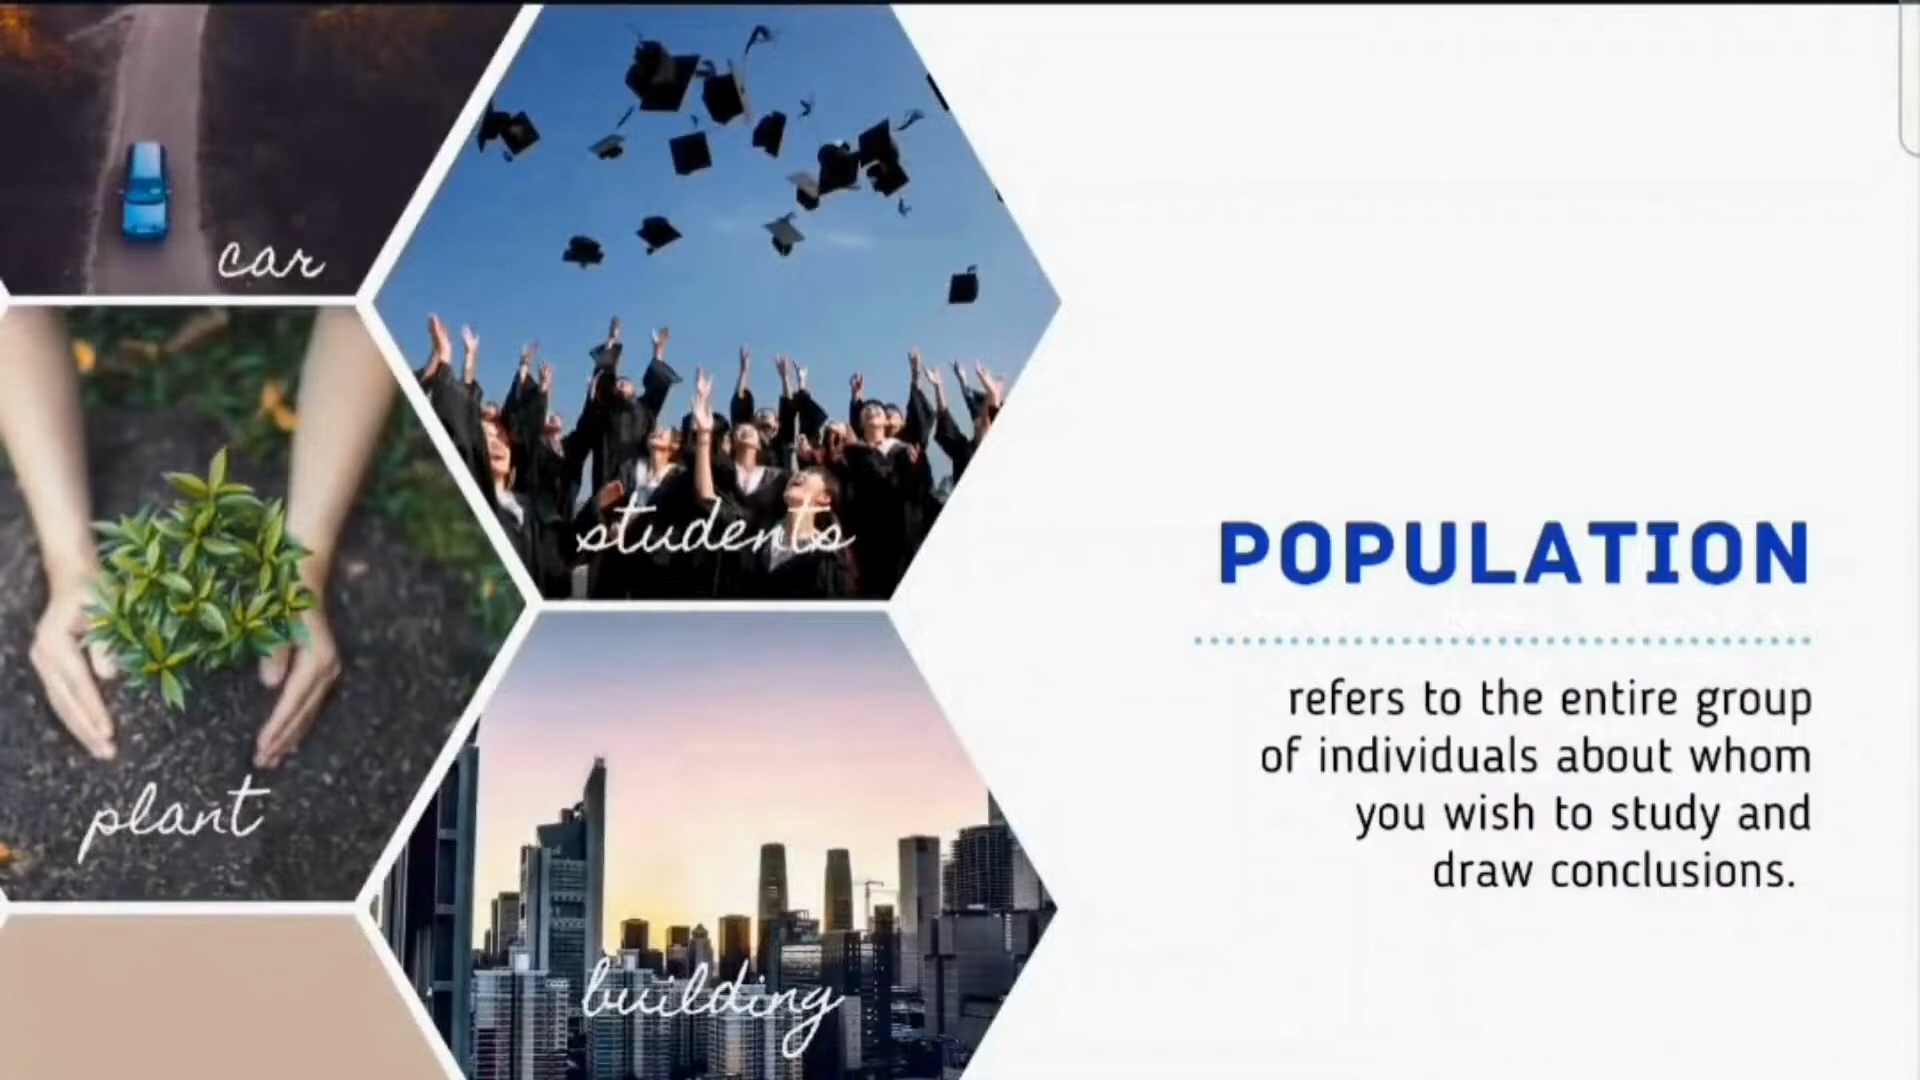 car
students
plant
building
POPULATION
refers to the entire group
of individuals about whom
you wish to study and
draw conclusions.